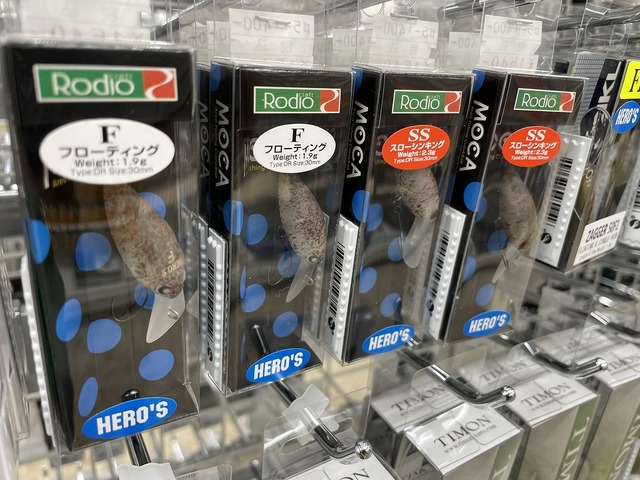 Rodio craft
F
フローティング
Weight:1.9g
Type:DR Size:30mm
HERO'S
MOCA
Rodio craft
F
フローティング
Weight:1.9g
Type:DR Size:30mm
HERO'S
MOCA
Rodio craft
SS
スローシンキング
Weight:2.3g
Type:DR Size:30mm
HERO'S
MOCA
Rodio craft
SS
スローシンキング
Weight:2.3g
Type:DR Size:30mm
HERO'S
ZAGGER 50F1
HERO'S
TIMON
TIMON
TIMON
TIMON